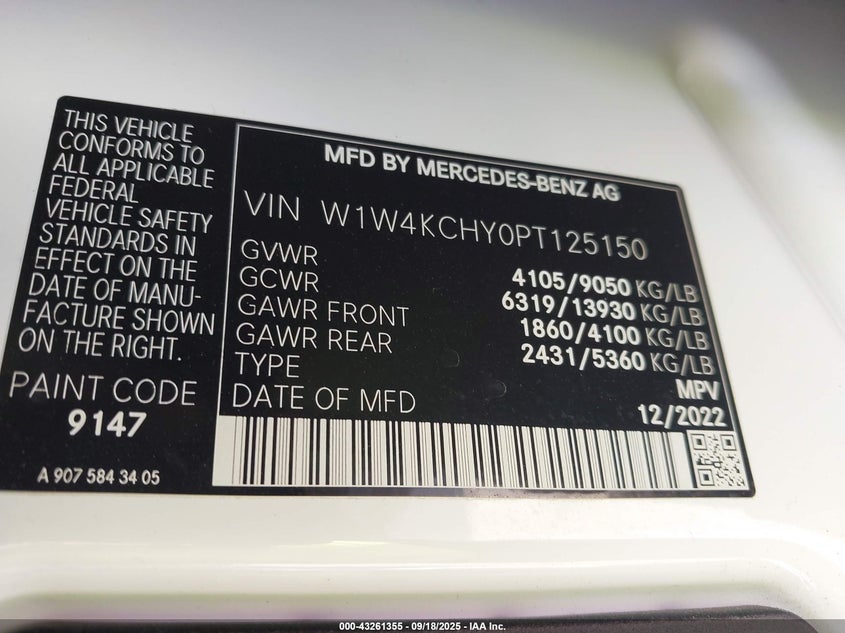 THIS VEHICLE
CONFORMS TO
ALL APPLICABLE
FEDERAL
VEHICLE SAFETY
STANDARDS IN
EFFECT ON THE
DATE OF MANU-
FACTURE SHOWN
ON THE RIGHT.
PAINT CODE
9147
A 907 584 34 05
MFD BY MERCEDES-BENZ AG
VIN W1W4KCHY0PT125150
GVWR 4105/9050 KG/LB
GCWR 6319/13930 KG/LB
GAWR FRONT 1860/4100 KG/LB
GAWR REAR 2431/5360 KG/LB
TYPE MPV
DATE OF MFD 12/2022
000-43261355 - 09/18/2025 - IAA Inc.